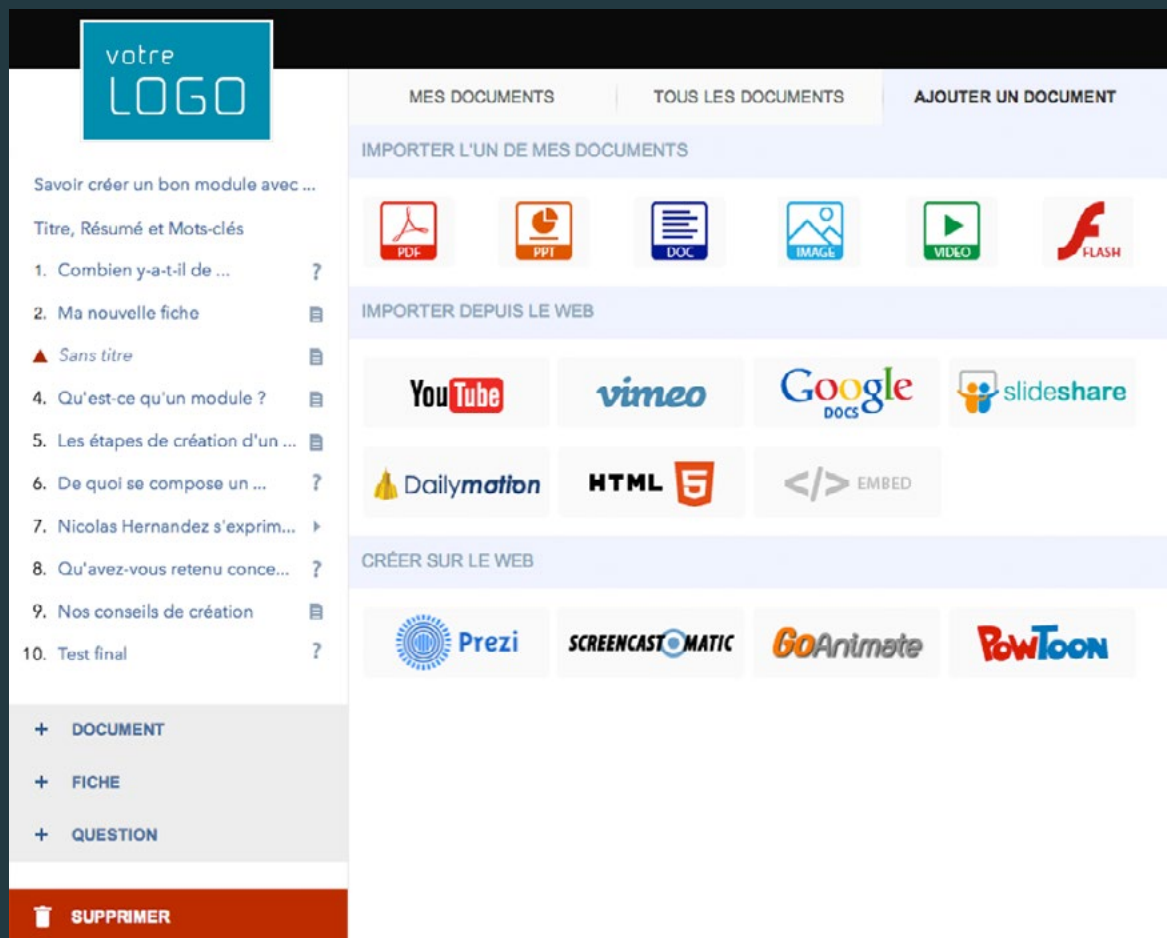 votre
LOGO
MES DOCUMENTS
TOUS LES DOCUMENTS
AJOUTER UN DOCUMENT
Savoir créer un bon module avec ...
Titre, Résumé et Mots-clés
1. Combien y-a-t-il de ... ?
2. Ma nouvelle fiche
Sans titre
4. Qu'est-ce qu'un module ?
5. Les étapes de création d'un ...
6. De quoi se compose un ... ?
7. Nicolas Hernandez s'exprim...
8. Qu'avez-vous retenu conce... ?
9. Nos conseils de création
10. Test final ?
+ DOCUMENT
+ FICHE
+ QUESTION
SUPPRIMER
IMPORTER L'UN DE MES DOCUMENTS
PDF
PPT
DOC
IMAGE
VIDEO
FLASH
IMPORTER DEPUIS LE WEB
YouTube
vimeo
Google
DOCS
slideshare
Dailymotion
HTML 5
</> EMBED
CRÉER SUR LE WEB
Prezi
SCREENCAST MATIC
GoAnimate
PowToon